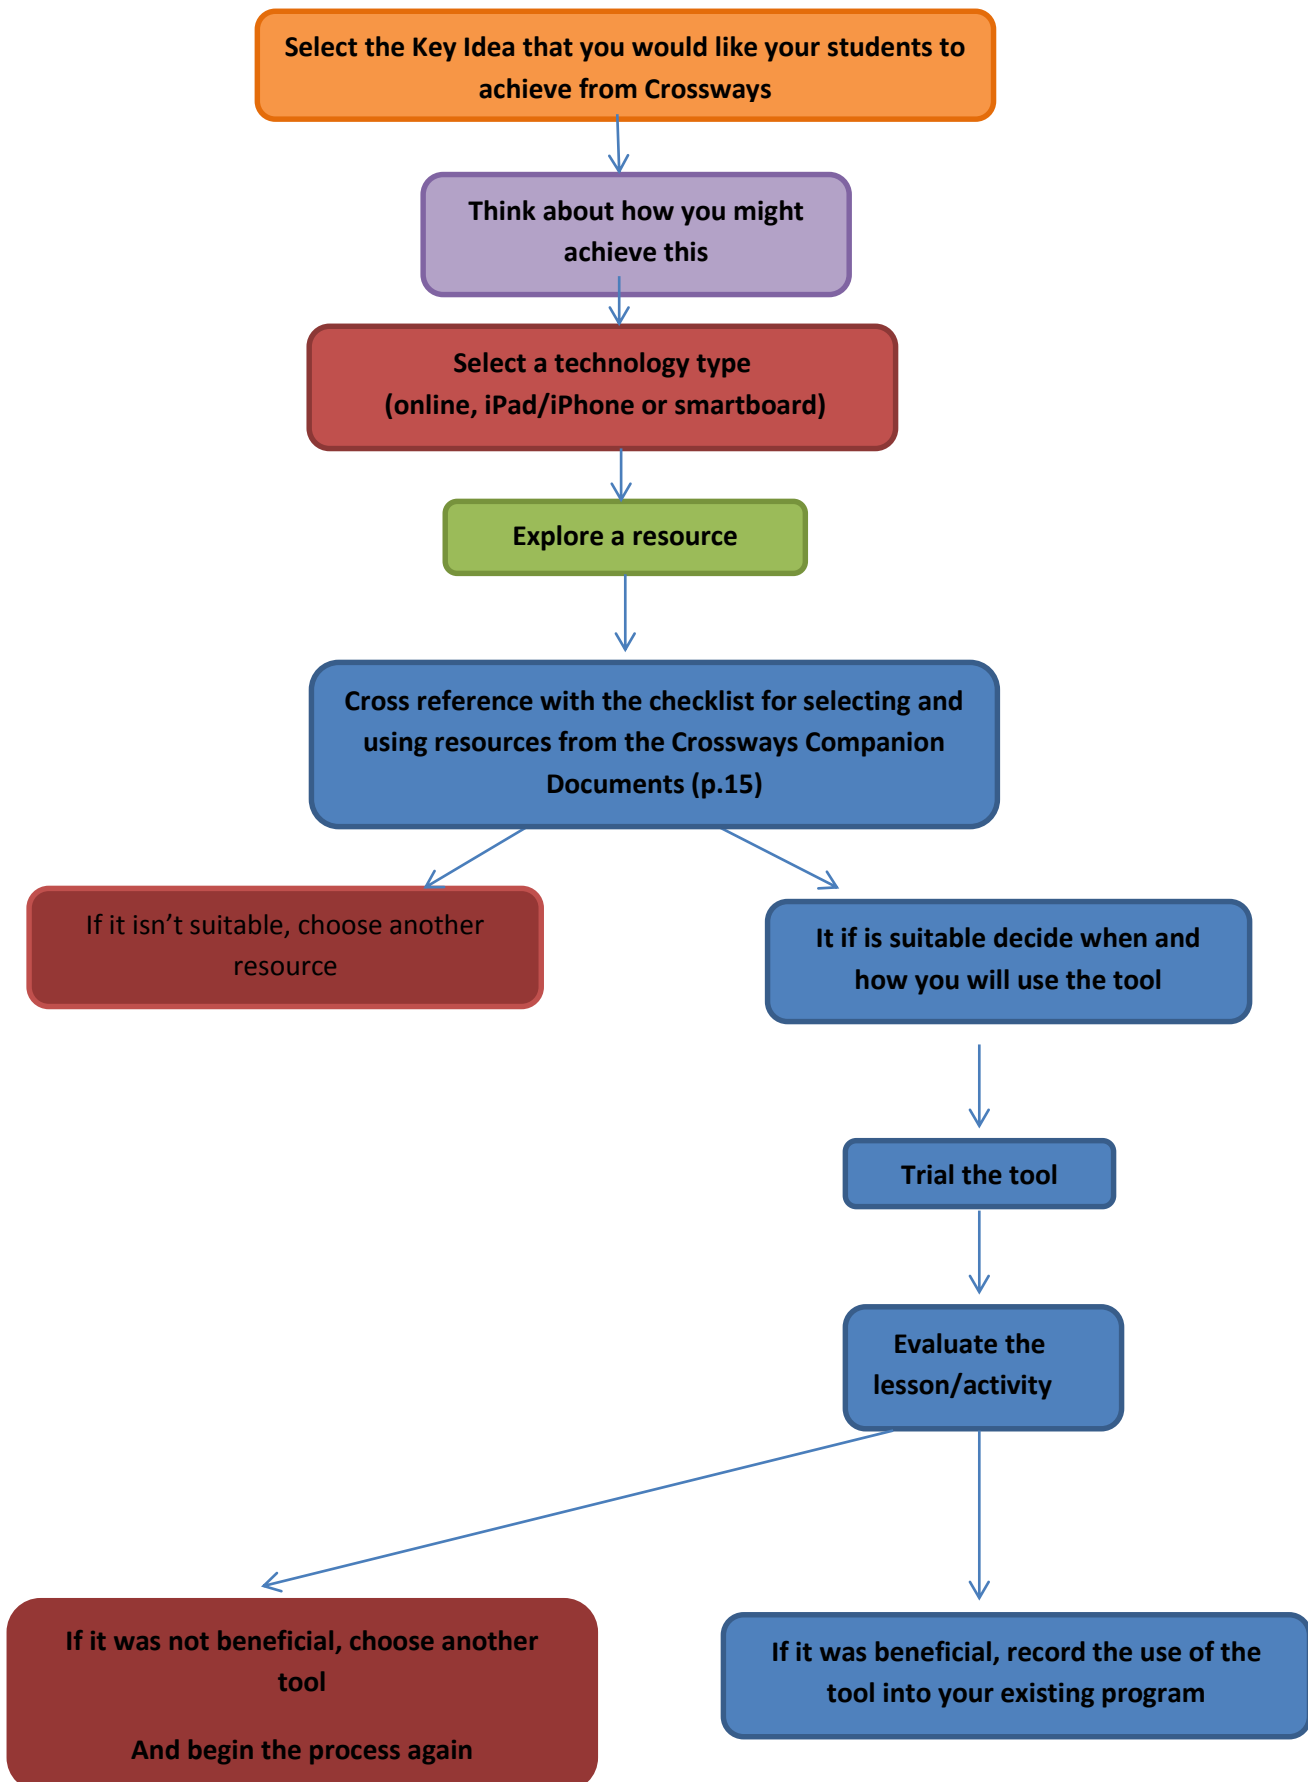 Select the Key Idea that you would like your students to
achieve from Crossways
Think about how you might
achieve this
Select a technology type
(online, iPad/iPhone or smartboard)
Explore a resource
Cross reference with the checklist for selecting and
using resources from the Crossways Companion
Documents (p.15)
If it isn’t suitable, choose another
resource
It if is suitable decide when and
how you will use the tool
Trial the tool
Evaluate the
lesson/activity
If it was not beneficial, choose another
tool
And begin the process again
If it was beneficial, record the use of the
tool into your existing program